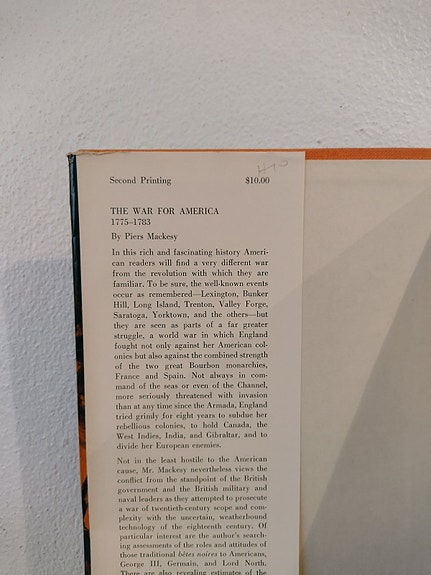 Second Printing $10.00
THE WAR FOR AMERICA
1775–1783
By Piers Mackesy
In this rich and fascinating history Ameri-
can readers will find a very different war
from the revolution with which they are
familiar. To be sure, the well-known events
occur as remembered—Lexington, Bunker
Hill, Long Island, Trenton, Valley Forge,
Saratoga, Yorktown, and the others—but
they are seen as parts of a far greater
struggle, a world war in which England
fought not only against her American col-
onies but also against the combined strength
of the two great Bourbon monarchies,
France and Spain. Not always in com-
mand of the seas or even of the Channel,
more seriously threatened with invasion
than at any time since the Armada, England
tried grimly for eight years to subdue her
rebellious colonies, to hold Canada, the
West Indies, India, and Gibraltar, and to
divide her European enemies.
Not in the least hostile to the American
cause, Mr. Mackesy nevertheless views the
conflict from the standpoint of the British
government and the British military and
naval leaders as they attempted to prosecute
a war of twentieth-century scope and com-
plexity with the uncertain, weatherbound
technology of the eighteenth century. Of
particular interest are the author's search-
ing assessments of the roles and attitudes of
those traditional bêtes noires to Americans,
George III, Germain, and Lord North.
There are also revealing estimates of the